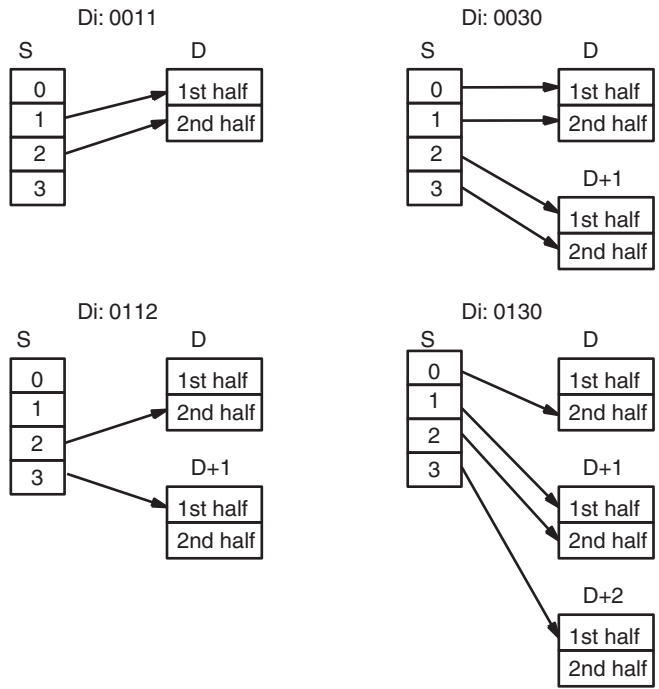 Di: 0011
S
D
0
1
2
3
1st half
2nd half
Di: 0030
S
D
0
1
2
3
1st half
2nd half
D+1
1st half
2nd half
Di: 0112
S
D
0
1
2
3
1st half
2nd half
D+1
1st half
2nd half
Di: 0130
S
D
0
1
2
3
1st half
2nd half
D+1
1st half
2nd half
D+2
1st half
2nd half